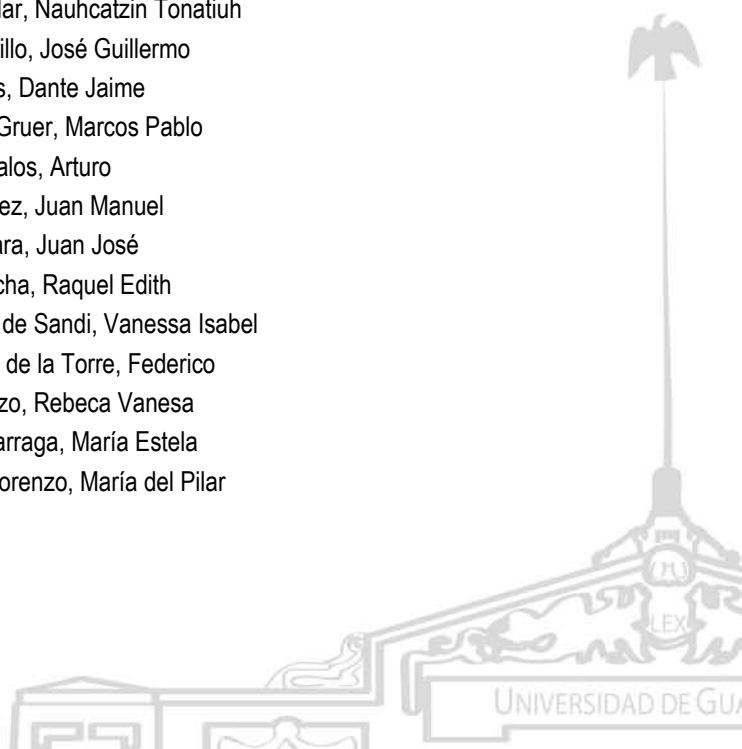 lar, Nauhcatzin Tonatiuh
illo, José Guillermo
s, Dante Jaime
Gruer, Marcos Pablo
alos, Arturo
ez, Juan Manuel
ara, Juan José
cha, Raquel Edith
de Sandi, Vanessa Isabel
de la Torre, Federico
zo, Rebeca Vanesa
arraga, María Estela
orenzo, María del Pilar
LEX
UNIVERSIDAD DE GUA